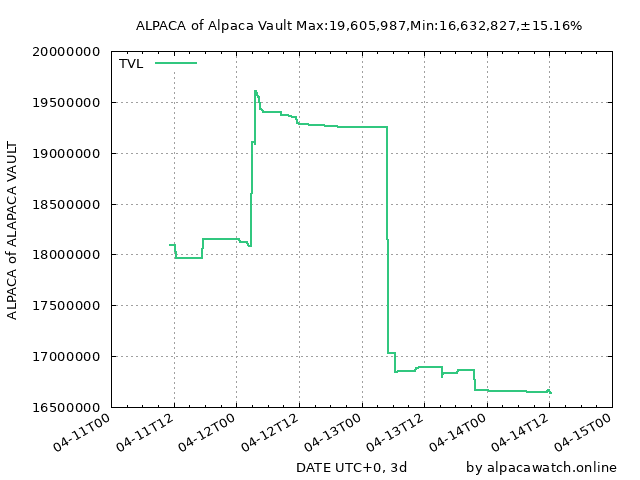 ALPACA of Alpaca Vault Max:19,605,987,Min:16,632,827,±15.16%
TVL
20000000
19500000
19000000
18500000
18000000
17500000
17000000
16500000
ALPACA of ALAPACA VAULT
04-11T00
04-11T12
04-12T00
04-12T12
04-13T00
04-13T12
04-14T00
04-14T12
04-15T00
DATE UTC+0, 3d
by alpacawatch.online